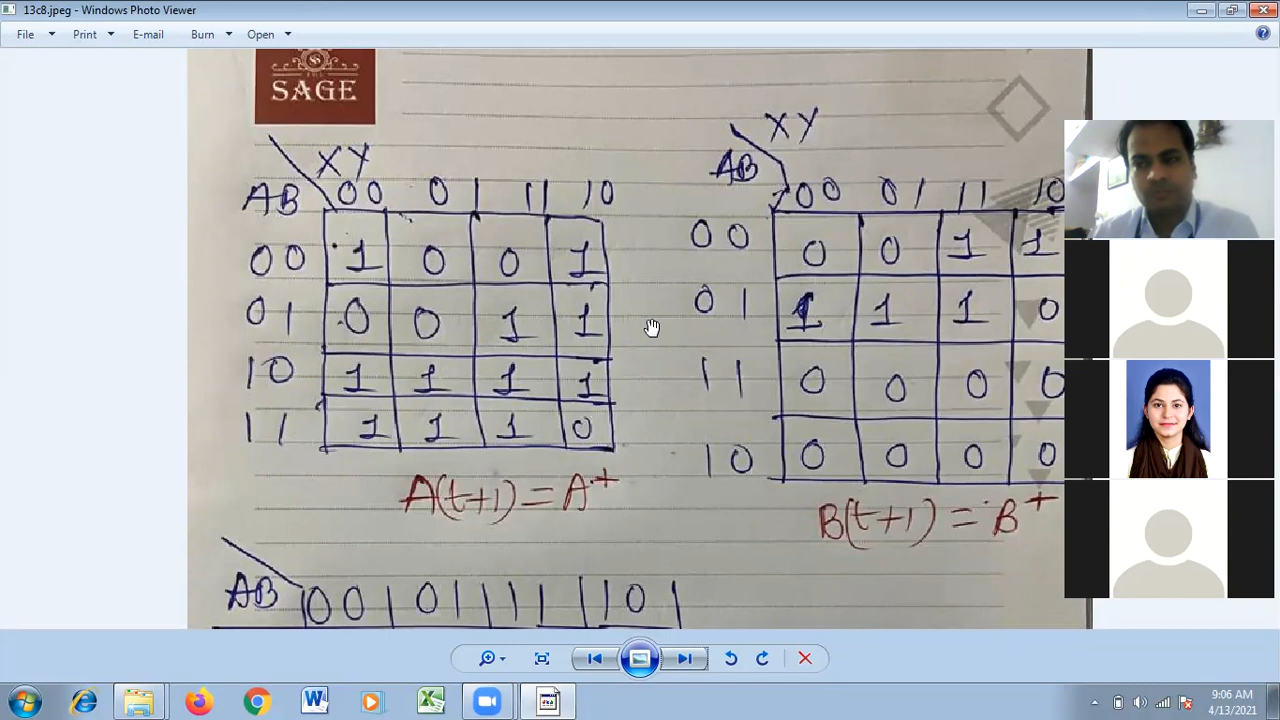 13c8.jpeg - Windows Photo Viewer
File Print E-mail Burn Open
THE
SAGE
XY
AB 00 01 11 10
00 1 0 0 1
01 0 0 1 1
10 1 1 1 1
11 1 1 1 0
A(t+1) = A+
XY
AB 00 01 11 10
00 0 0 1 1
01 1 1 1 0
11 0 0 0 0
10 0 0 0 0
B(t+1) = B+
AB 00 01 11 10
9:06 AM
4/13/2021